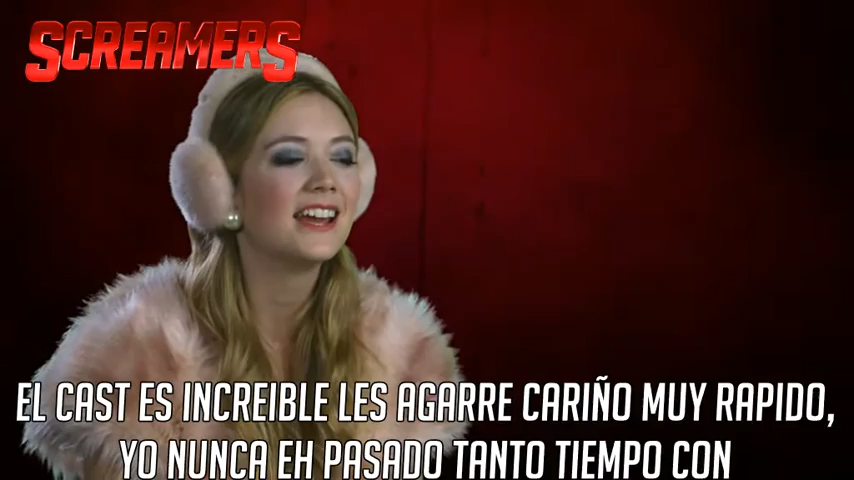 SCREAMERS
EL CAST ES INCREIBLE LES AGARRE CARIÑO MUY RAPIDO,
YO NUNCA EH PASADO TANTO TIEMPO CON